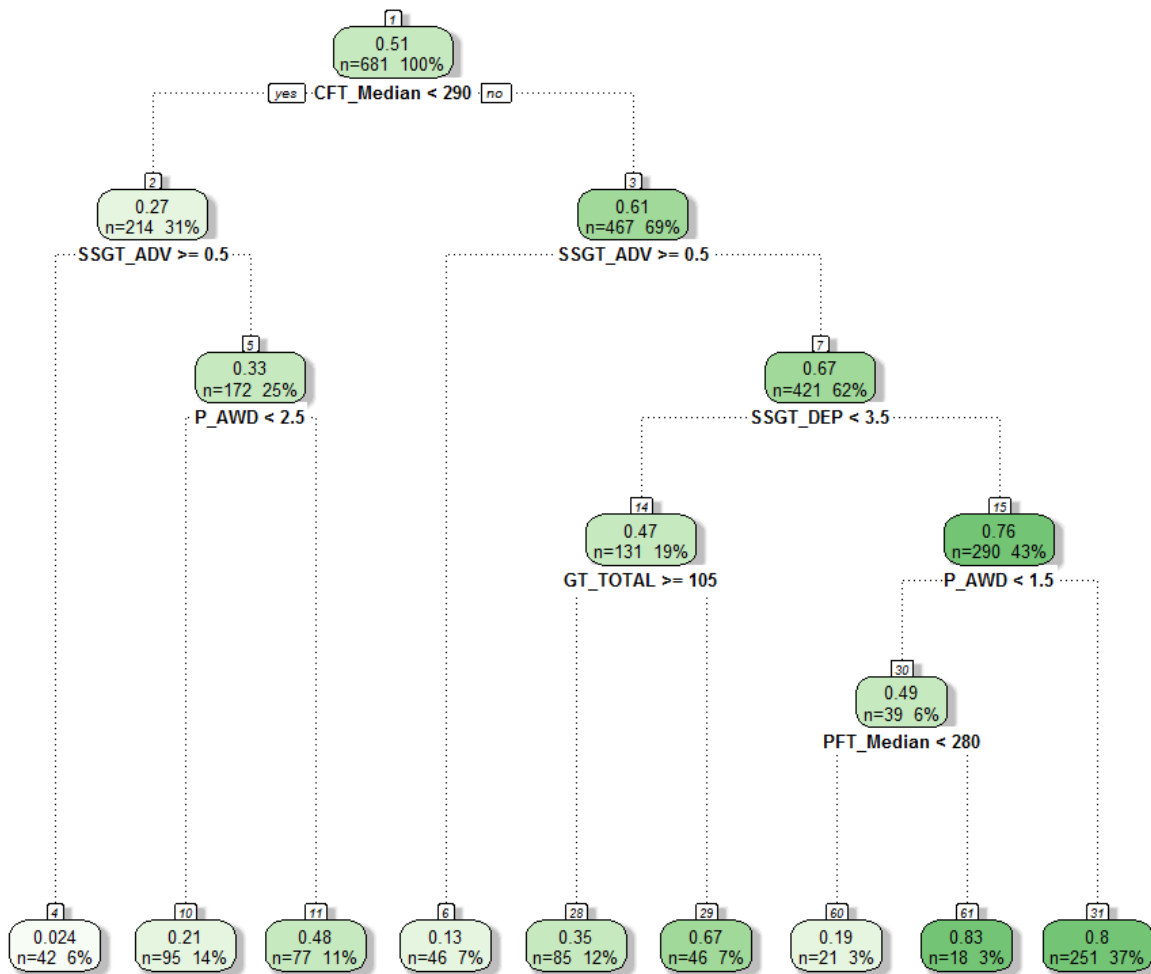 1
0.51
n=681 100%
yes CFT_Median < 290 no
2
0.27
n=214 31%
SSGT_ADV >= 0.5
3
0.61
n=467 69%
SSGT_ADV >= 0.5
5
0.33
n=172 25%
P_AWD < 2.5
7
0.67
n=421 62%
SSGT_DEP < 3.5
14
0.47
n=131 19%
GT_TOTAL >= 105
15
0.76
n=290 43%
P_AWD < 1.5
30
0.49
n=39 6%
PFT_Median < 280
4
0.024
n=42 6%
10
0.21
n=95 14%
11
0.48
n=77 11%
6
0.13
n=46 7%
28
0.35
n=85 12%
29
0.67
n=46 7%
60
0.19
n=21 3%
61
0.83
n=18 3%
31
0.8
n=251 37%